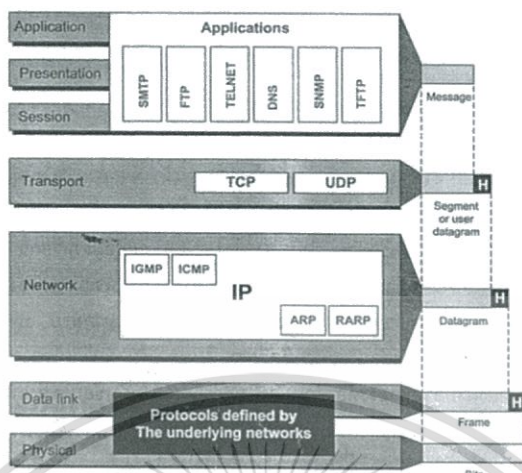 Application
Applications
Presentation
SMTP
FTP
TELNET
DNS
SNMP
TFTP
Session
Message
Transport
TCP
UDP
H
Segment
or user
datagram
Network
IGMP
ICMP
IP
ARP
RARP
H
Datagram
Data link
H
Protocols defined by
The underlying networks
Frame
Physical